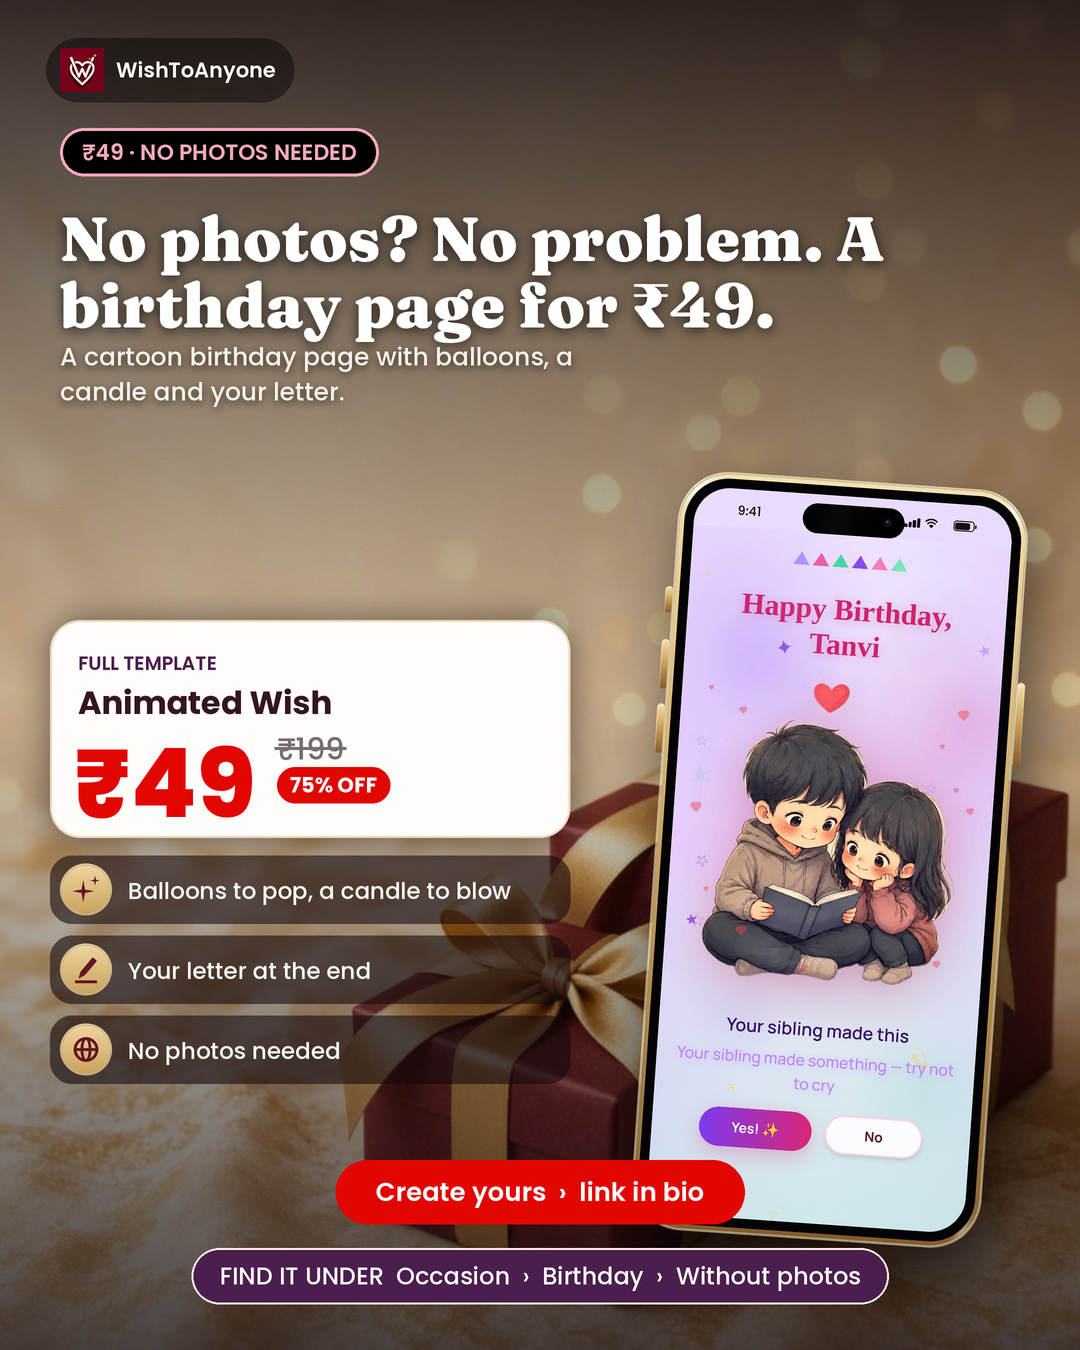 WishToAnyone
₹49 · NO PHOTOS NEEDED
No photos? No problem. A
birthday page for ₹49.
A cartoon birthday page with balloons, a
candle and your letter.
FULL TEMPLATE
Animated Wish
₹49
₹199
75% OFF
Balloons to pop, a candle to blow
Your letter at the end
No photos needed
9:41
Happy Birthday,
Tanvi
Your sibling made this
Your sibling made something – try not
to cry
Yes! ✨
No
Create yours › link in bio
FIND IT UNDER Occasion › Birthday › Without photos